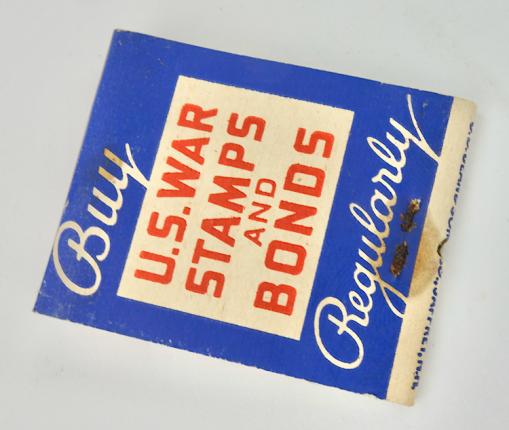 Buy
U.S. WAR
STAMPS
AND
BONDS
Regularly